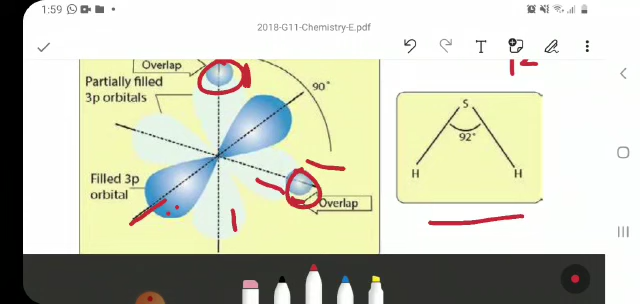 1:59
2018-G11-Chemistry-E.pdf
T
Overlap
Partially filled
3p orbitals
90°
Filled 3p
orbital
Overlap
S
92°
H H